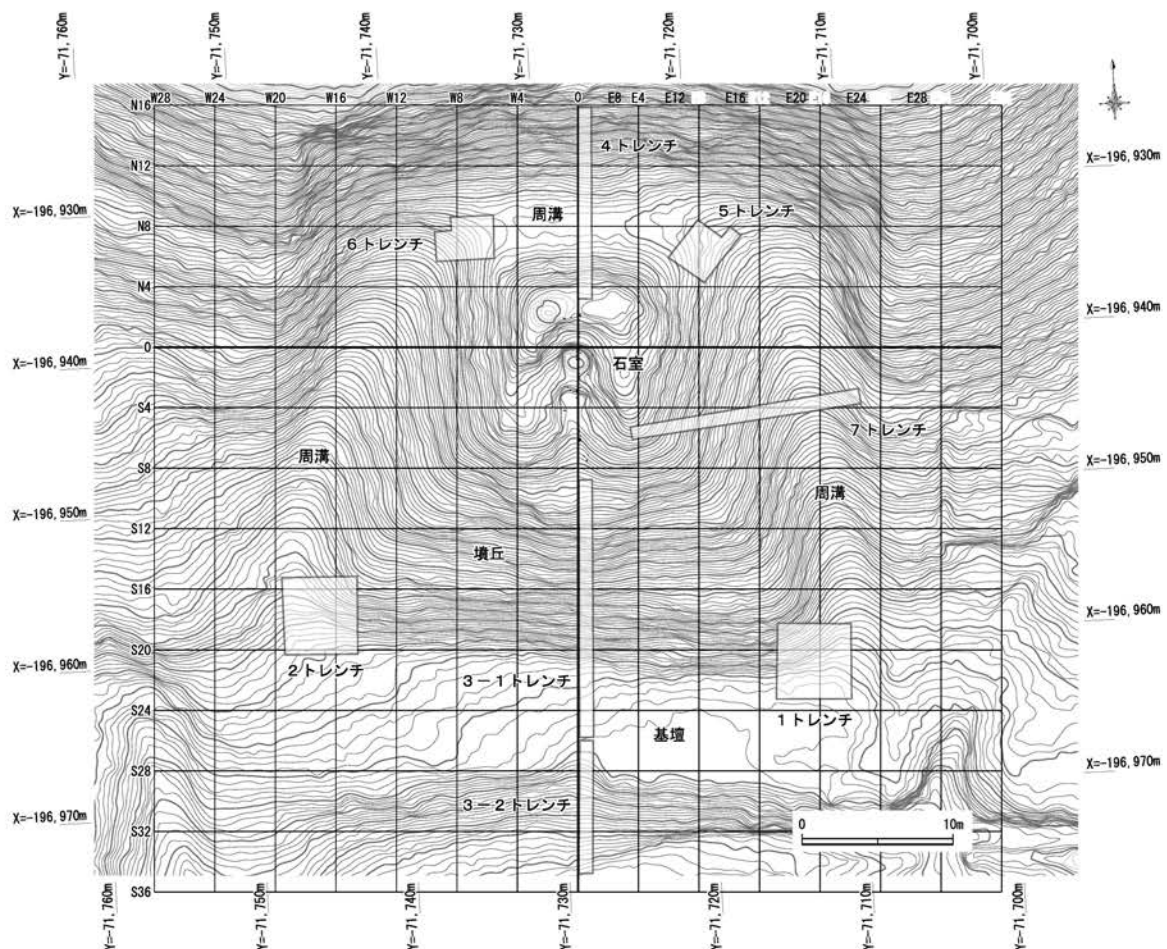 Y=-71,760m
Y=-71,750m
Y=-71,740m
Y=-71,730m
Y=-71,720m
Y=-71,710m
Y=-71,700m
W28 W24 W20 W16 W12 W8 W4 0 E8 E4 E12 E16 E20 E24 E28
N16
4トレンチ
N12
X=-196,930m
X=-196,930m
N8
周溝
5トレンチ
6トレンチ
N4
X=-196,940m
0
石室
X=-196,940m
S4
7トレンチ
周溝
S8
X=-196,950m
周溝
X=-196,950m
S12
墳丘
S16
X=-196,960m
S20
X=-196,960m
2トレンチ
3-1トレンチ
S24
1トレンチ
基壇
X=-196,970m
S28
3-2トレンチ
X=-196,970m
0 10m
S32
S36
Y=-71,760m
Y=-71,750m
Y=-71,740m
Y=-71,730m
Y=-71,720m
Y=-71,710m
Y=-71,700m